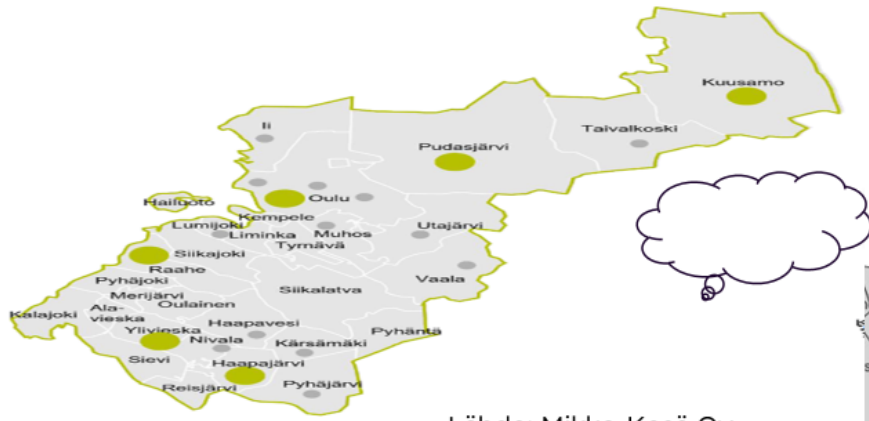 Kuusamo
Ii
Taivalkoski
Pudasjärvi
Hailuoto
Oulu
Kempele
Lumijoki
Liminka
Muhos
Utajärvi
Tyrnävä
Siikajoki
Raahe
Vaala
Pyhäjoki
Siikalatva
Merijärvi
Oulainen
Kalajoki
Ala-
vieska
Ylivieska
Haapavesi
Pyhäntä
Nivala
Kärsämäki
Sievi
Haapajärvi
Reisjärvi
Pyhäjärvi